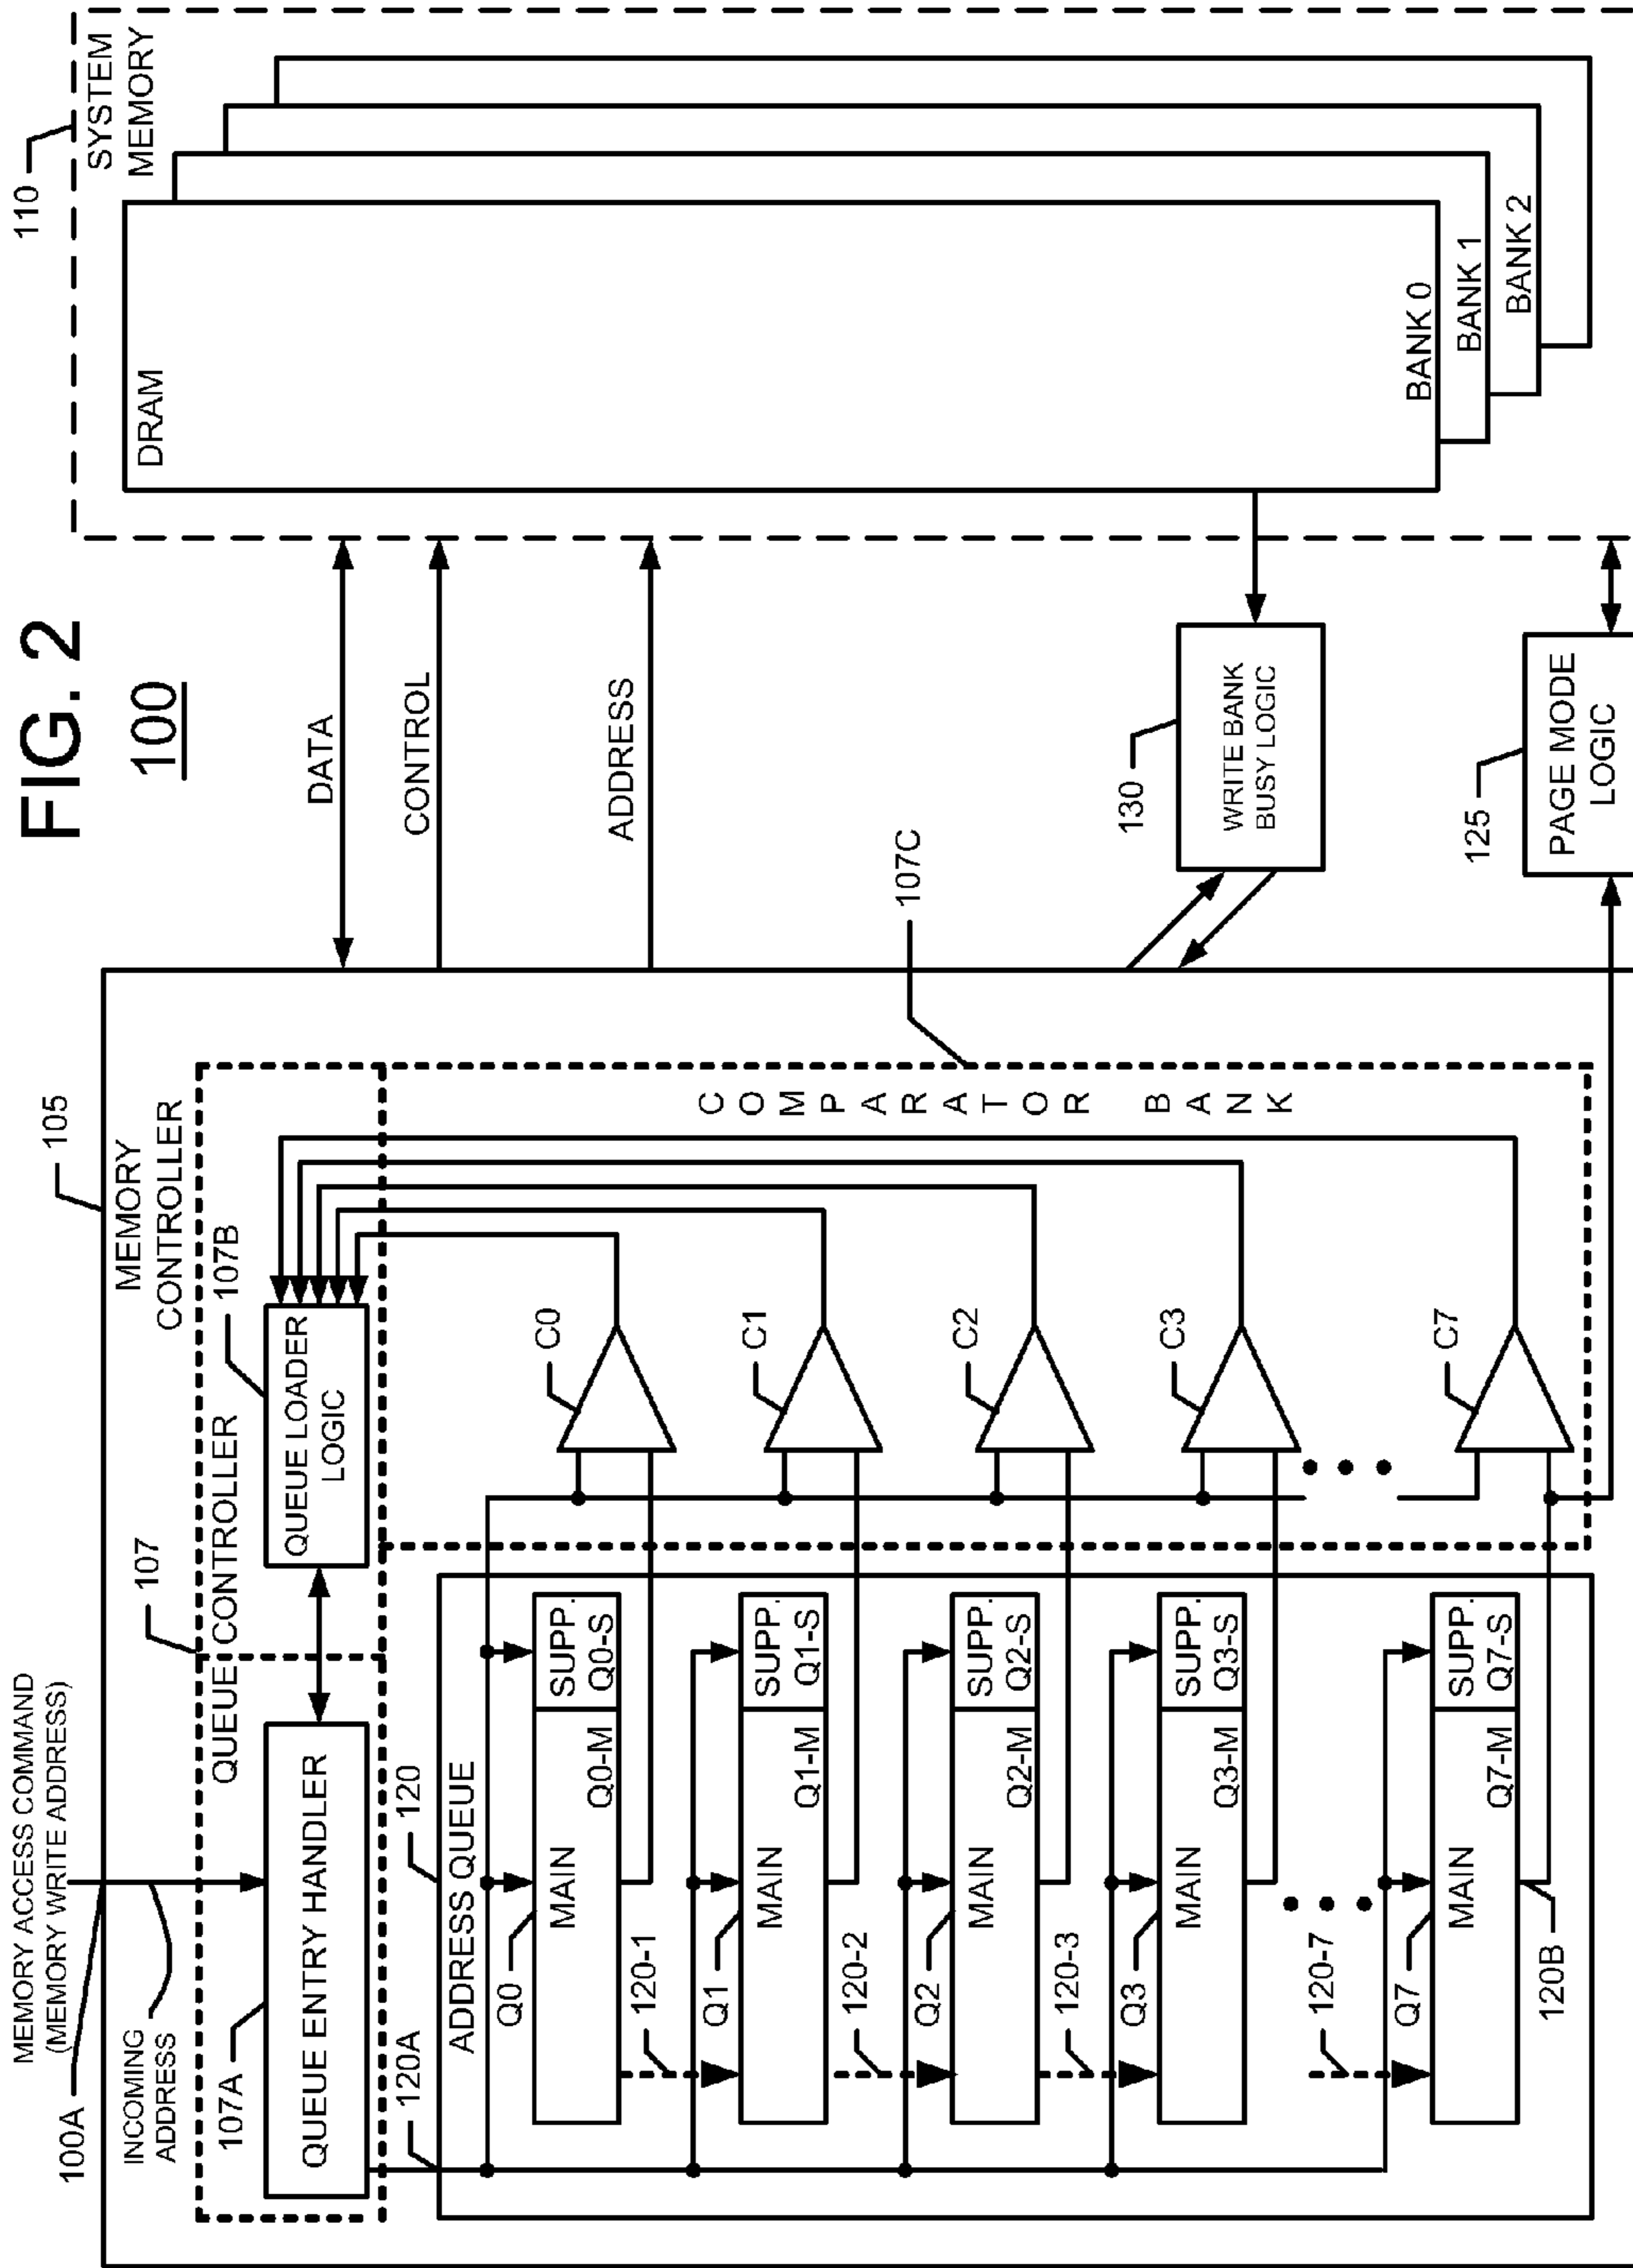 FIG. 2
100
MEMORY ACCESS COMMAND
(MEMORY WRITE ADDRESS)
100A
INCOMING
ADDRESS
107A
QUEUE ENTRY HANDLER
107
QUEUE CONTROLLER
107B
QUEUE LOADER
LOGIC
105
MEMORY
CONTROLLER
120A
120
ADDRESS QUEUE
Q0
MAIN
Q0-M
SUPP.
Q0-S
C0
120-1
Q1
MAIN
Q1-M
SUPP.
Q1-S
C1
120-2
Q2
MAIN
Q2-M
SUPP.
Q2-S
C2
120-3
Q3
MAIN
Q3-M
SUPP.
Q3-S
C3
120-7
Q7
MAIN
Q7-M
SUPP.
Q7-S
C7
120B
COMPARATOR BANK
107C
DATA
CONTROL
ADDRESS
130
WRITE BANK
BUSY LOGIC
125
PAGE MODE
LOGIC
110
SYSTEM
MEMORY
DRAM
BANK 0
BANK 1
BANK 2